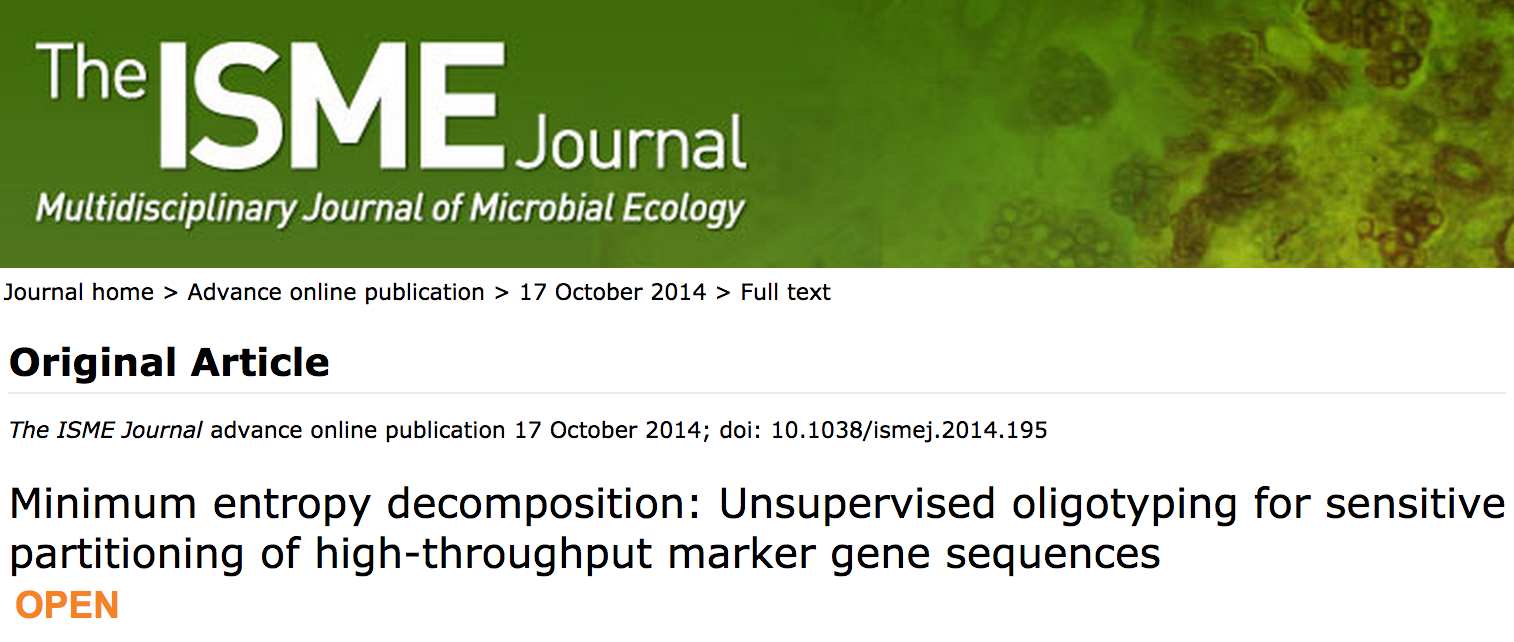 The ISME Journal
Multidisciplinary Journal of Microbial Ecology
Journal home > Advance online publication > 17 October 2014 > Full text
Original Article
The ISME Journal advance online publication 17 October 2014; doi: 10.1038/ismej.2014.195
Minimum entropy decomposition: Unsupervised oligotyping for sensitive
partitioning of high-throughput marker gene sequences
OPEN